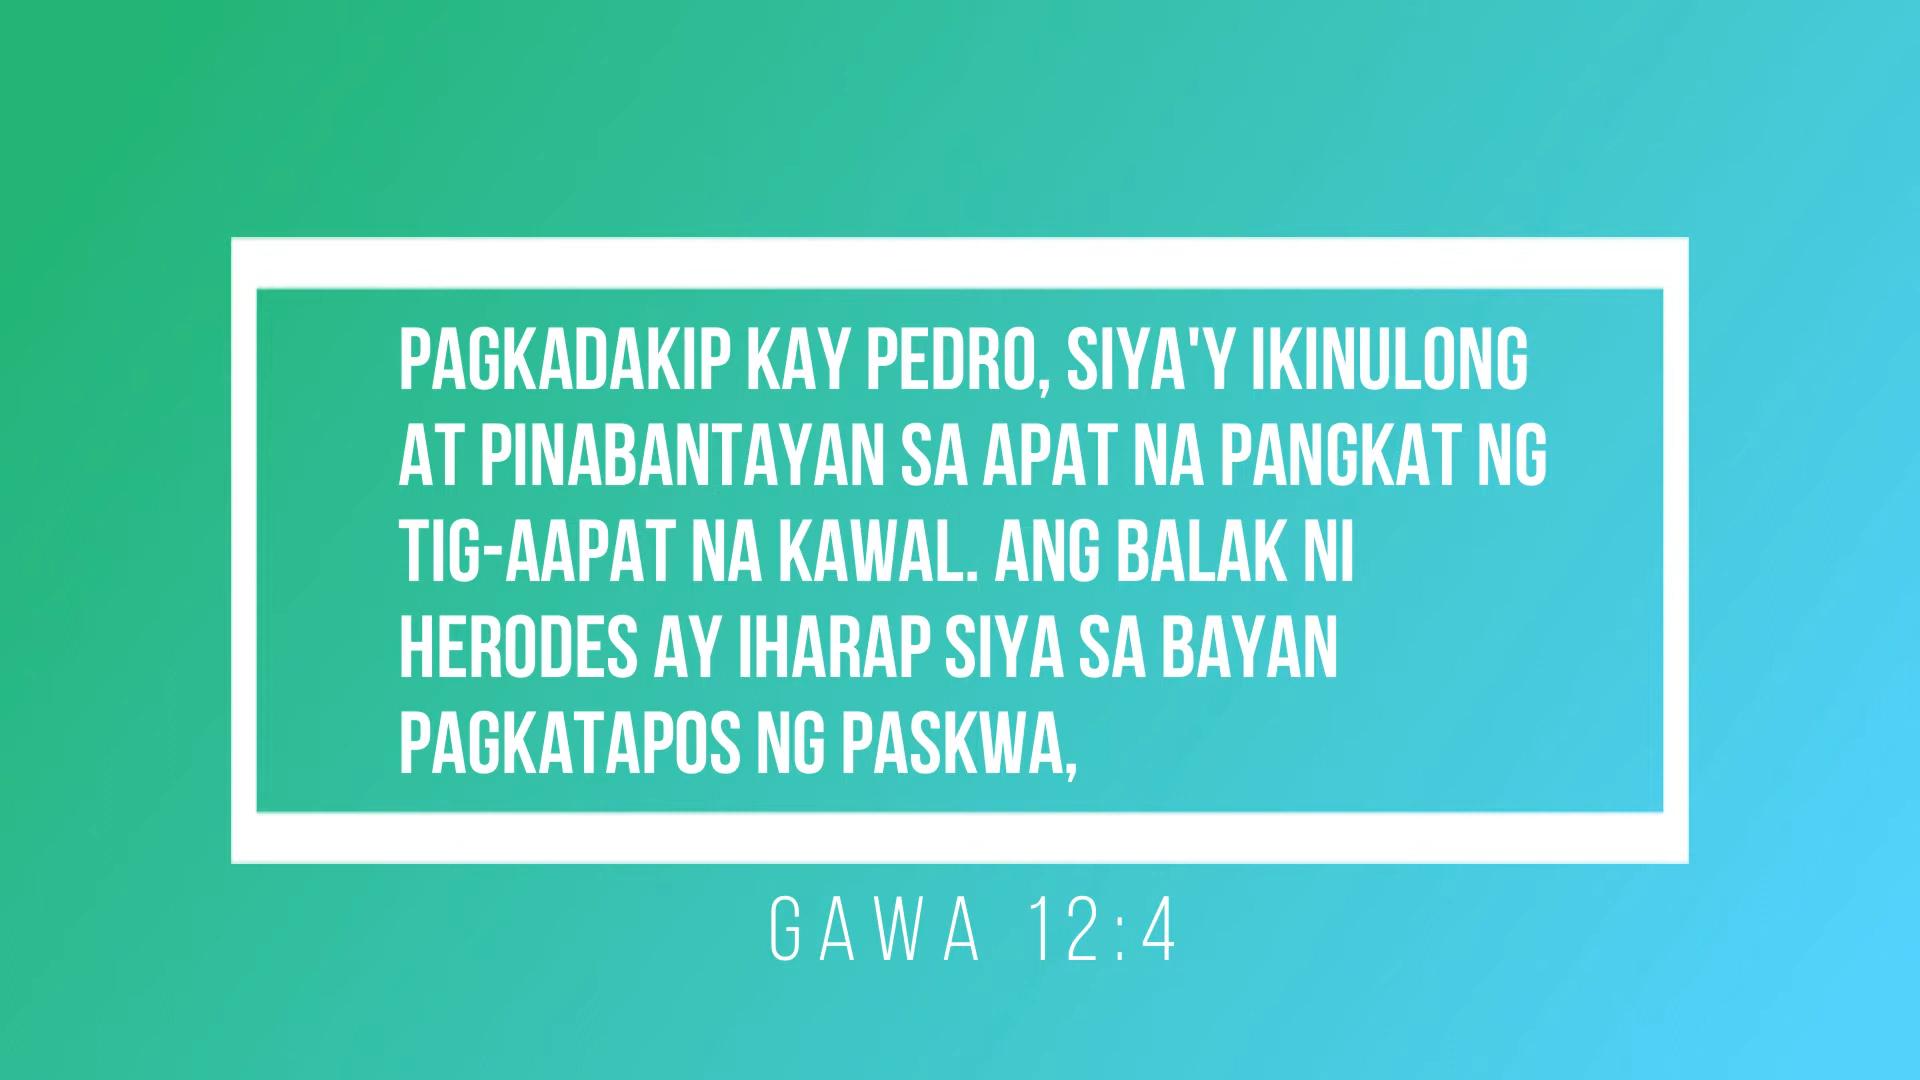 PAGKADAKIP KAY PEDRO, SIYA'Y IKINULONG
AT PINABANTAYAN SA APAT NA PANGKAT NG
TIG-AAPAT NA KAWAL. ANG BALAK NI
HERODES AY IHARAP SIYA SA BAYAN
PAGKATAPOS NG PASKWA,
GAWA 12:4